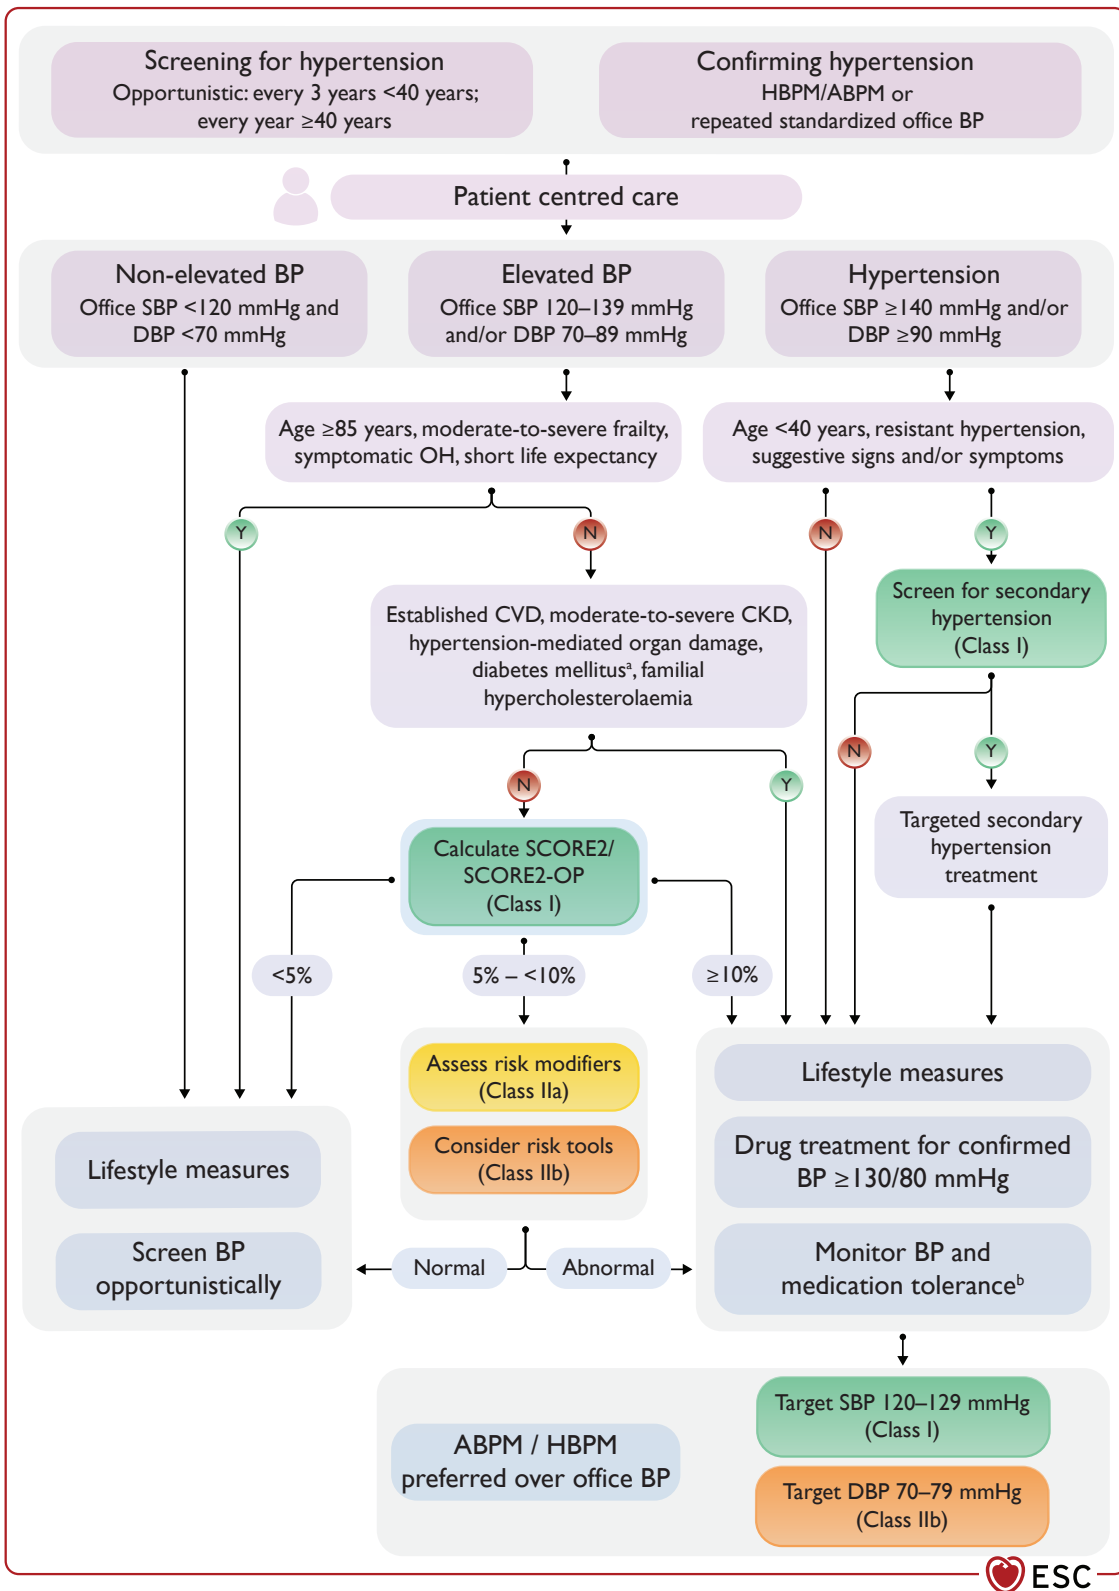 Screening for hypertension
Opportunistic: every 3 years <40 years;
every year ≥40 years
Confirming hypertension
HBPM/ABPM or
repeated standardized office BP
Patient centred care
Non-elevated BP
Office SBP <120 mmHg and
DBP <70 mmHg
Elevated BP
Office SBP 120–139 mmHg
and/or DBP 70–89 mmHg
Hypertension
Office SBP ≥140 mmHg and/or
DBP ≥90 mmHg
Age ≥85 years, moderate-to-severe frailty,
symptomatic OH, short life expectancy
Age <40 years, resistant hypertension,
suggestive signs and/or symptoms
Y
N
N
Y
Established CVD, moderate-to-severe CKD,
hypertension-mediated organ damage,
diabetes mellitusᵃ, familial
hypercholesterolaemia
Screen for secondary
hypertension
(Class I)
N
Y
N
Y
Calculate SCORE2/
SCORE2-OP
(Class I)
Targeted secondary
hypertension
treatment
<5%
5% – <10%
≥10%
Assess risk modifiers
(Class IIa)
Consider risk tools
(Class IIb)
Lifestyle measures
Drug treatment for confirmed
BP ≥130/80 mmHg
Monitor BP and
medication toleranceᵇ
Lifestyle measures
Screen BP
opportunistically
Normal
Abnormal
ABPM / HBPM
preferred over office BP
Target SBP 120–129 mmHg
(Class I)
Target DBP 70–79 mmHg
(Class IIb)
ESC